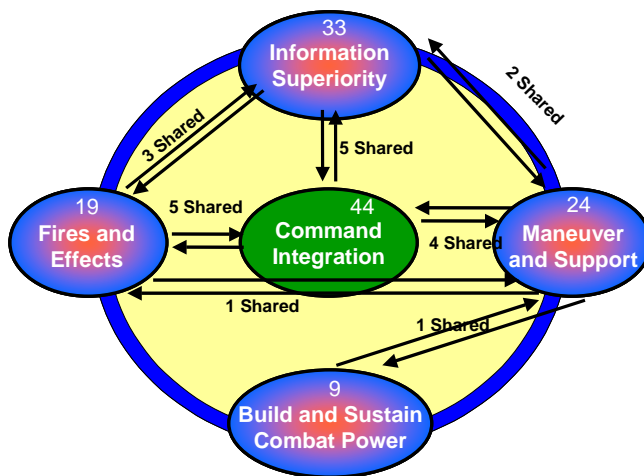 33
Information
Superiority
2 Shared
3 Shared
5 Shared
19
Fires and
Effects
5 Shared
44
Command
Integration
4 Shared
24
Maneuver
and Support
1 Shared
1 Shared
9
Build and Sustain
Combat Power